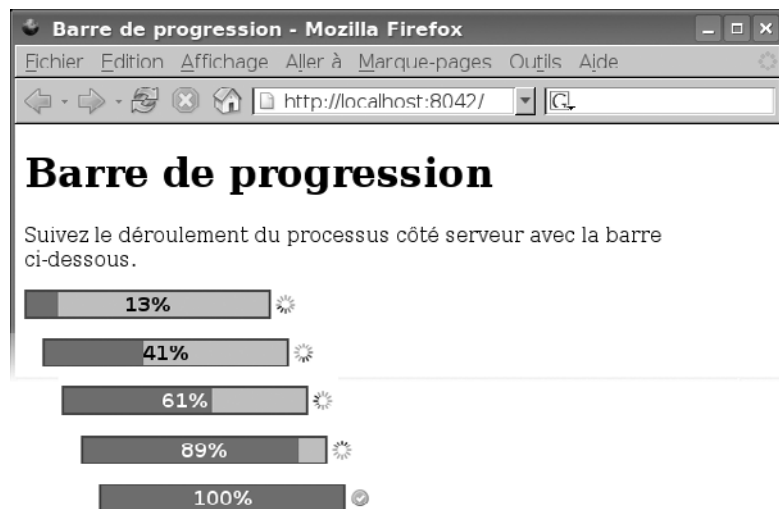 Barre de progression - Mozilla Firefox
Fichier Edition Affichage Aller à Marque-pages Outils Aide
http://localhost:8042/ G
Barre de progression
Suivez le déroulement du processus côté serveur avec la barre
ci-dessous.
13%
41%
61%
89%
100%